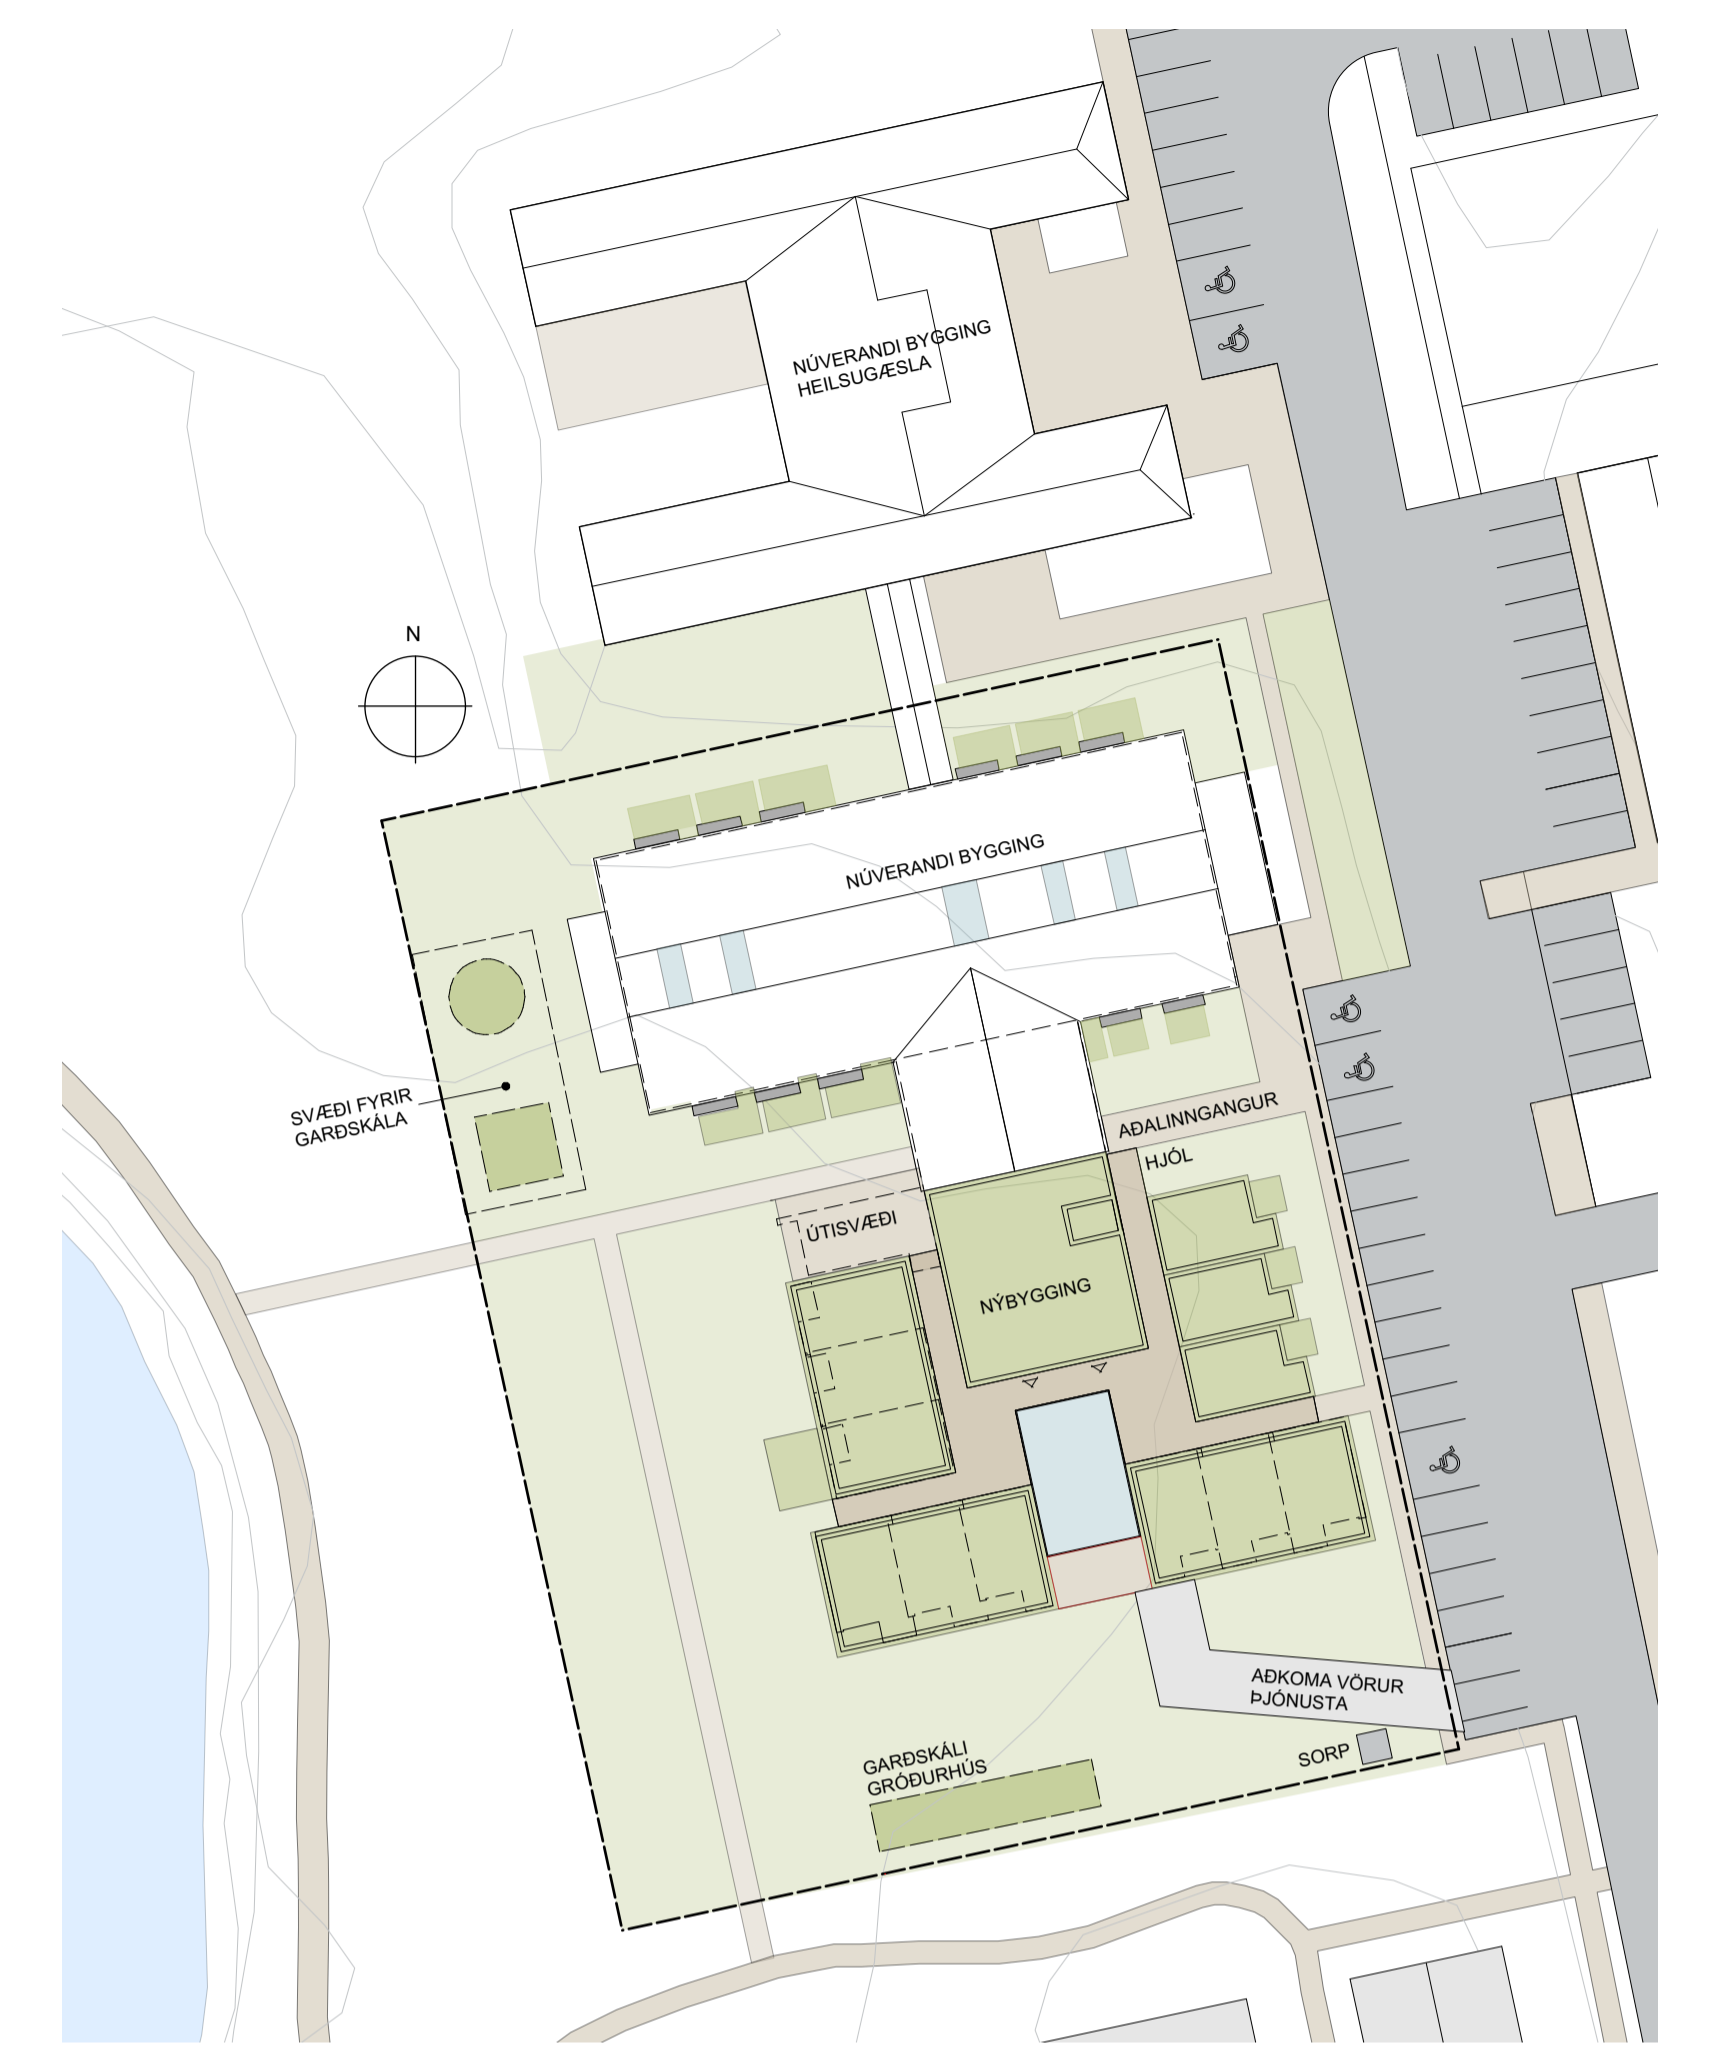 NÚVERANDI BYGGING
HEILSUGÆSLA
N
NÚVERANDI BYGGING
SVÆÐI FYRIR
GARÐSKÁLA
AÐALINNGANGUR
HJÓL
ÚTISVÆÐI
NÝBYGGING
AÐKOMA VÖRUR
ÞJÓNUSTA
SORP
GARÐSKÁLI
GRÓÐURHÚS